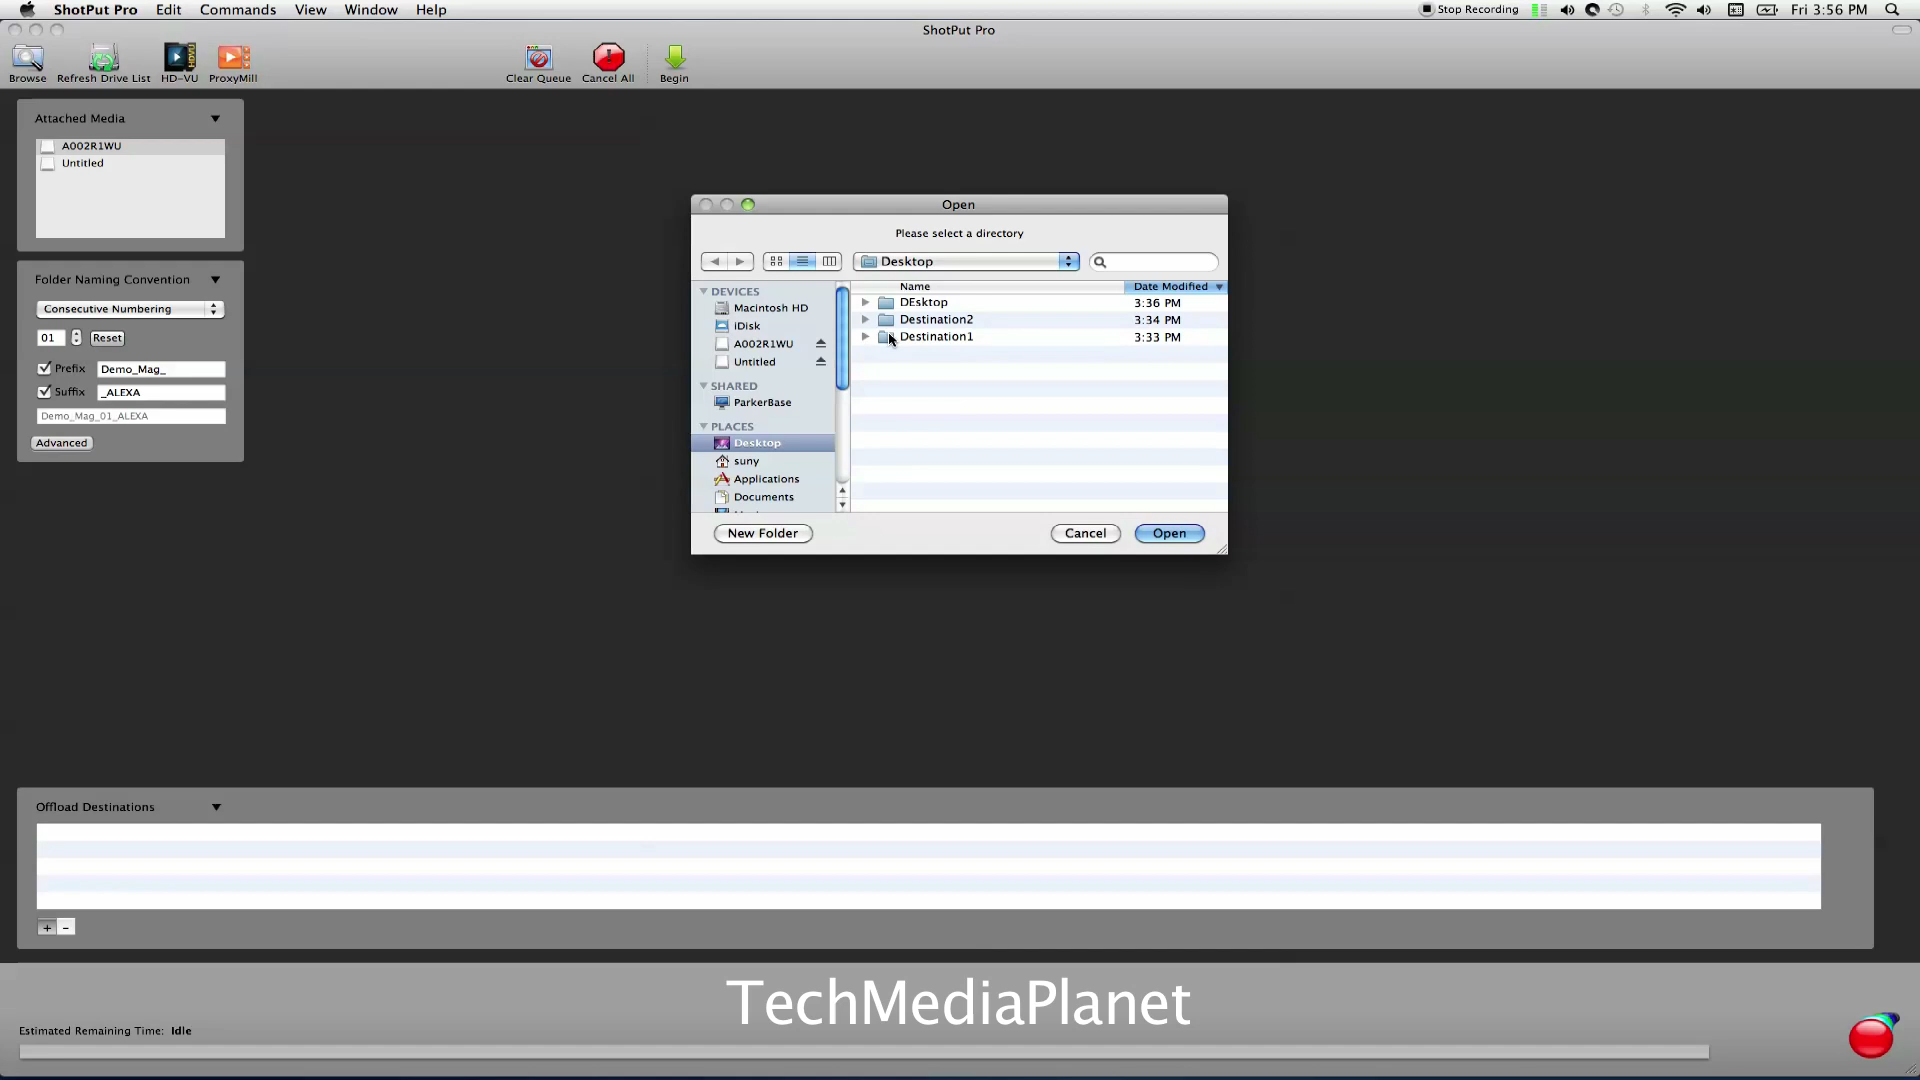 ShotPut Pro Edit Commands View Window Help Stop Recording Fri 3:56 PM
ShotPut Pro
Browse Refresh Drive List HD-VU ProxyMill Clear Queue Cancel All Begin
Attached Media
A002R1WU
Untitled
Folder Naming Convention
Consecutive Numbering
01 Reset
Prefix Demo_Mag_
Suffix _ALEXA
Demo_Mag_01_ALEXA
Advanced
Open
Please select a directory
Desktop
DEVICES
Macintosh HD
iDisk
A002R1WU
Untitled
SHARED
ParkerBase
PLACES
Desktop
suny
Applications
Documents
Name Date Modified
DEsktop 3:36 PM
Destination2 3:34 PM
Destination1 3:33 PM
New Folder Cancel Open
Offload Destinations
+ -
TechMediaPlanet
Estimated Remaining Time: Idle